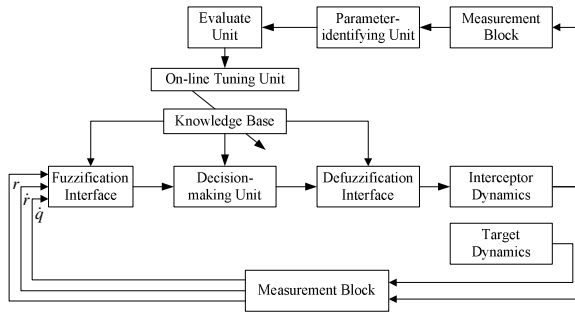 Evaluate
Unit
Parameter-
identifying Unit
Measurement
Block
On-line Tuning Unit
Knowledge Base
Fuzzification
Interface
Decision-
making Unit
Defuzzification
Interface
Interceptor
Dynamics
r
ṙ
q̇
Target
Dynamics
Measurement Block